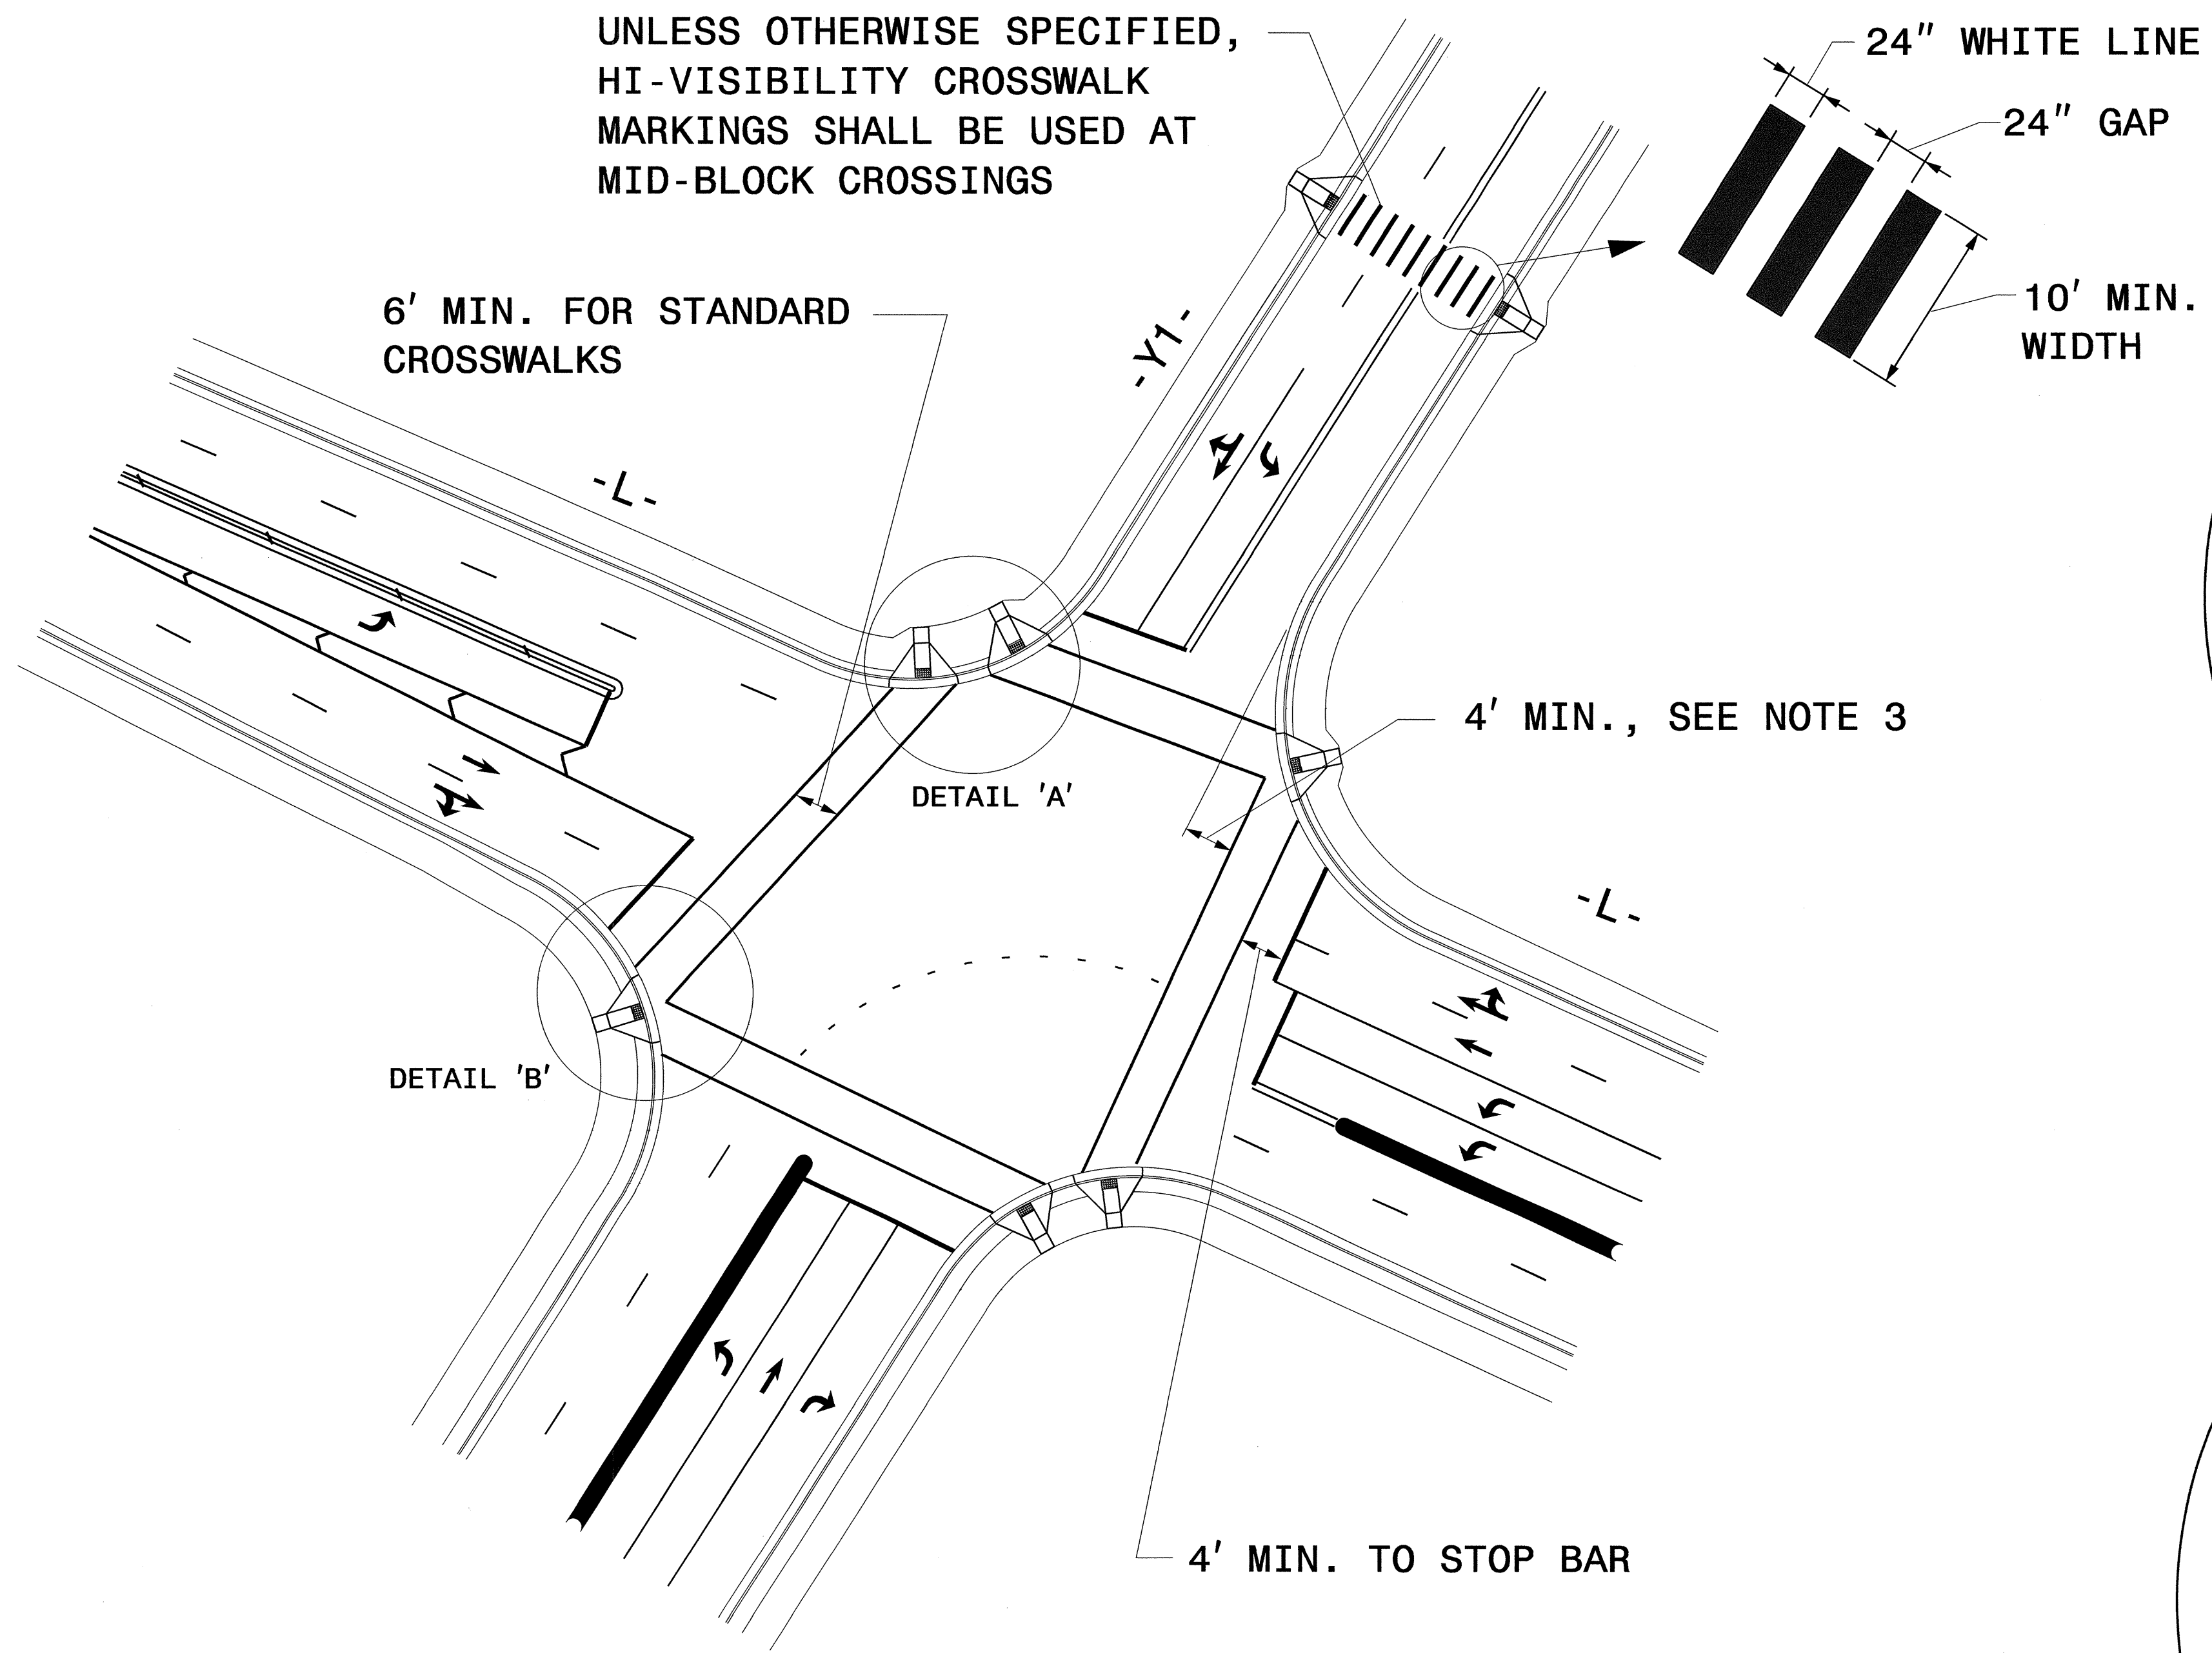 UNLESS OTHERWISE SPECIFIED,
HI-VISIBILITY CROSSWALK
MARKINGS SHALL BE USED AT
MID-BLOCK CROSSINGS
24" WHITE LINE
24" GAP
10' MIN.
WIDTH
6' MIN. FOR STANDARD
CROSSWALKS
-Y1-
-L-
4' MIN., SEE NOTE 3
DETAIL 'A'
-L-
DETAIL 'B'
4' MIN. TO STOP BAR